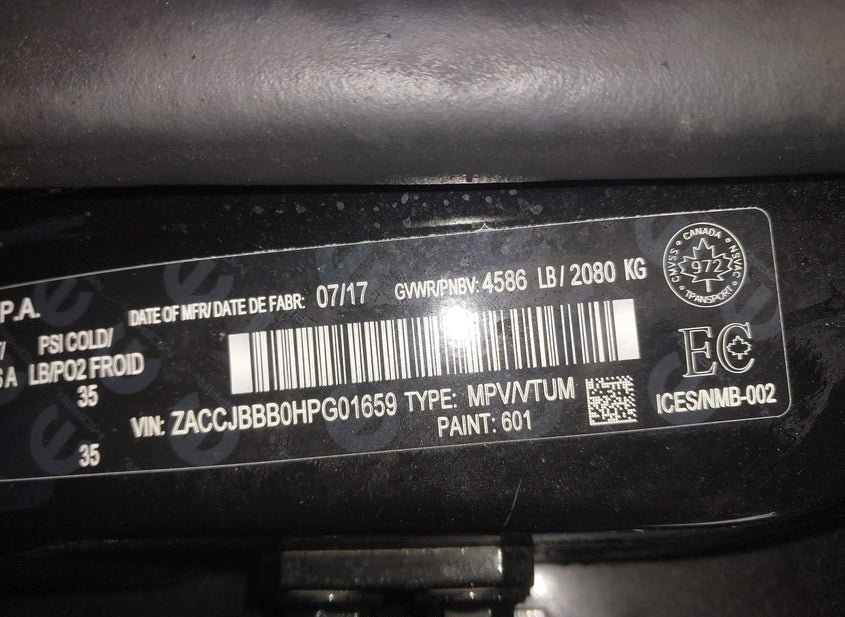 P.A.
DATE OF MFR/DATE DE FABR: 07/17 GVWR/PNBV: 4586 LB / 2080 KG
PSI COLD/
LB/PO2 FROID
35
VIN: ZACCJBBB0HPG01659 TYPE: MPV/VTUM
PAINT: 601
35
CMVSS CANADA NSVAC
972
TRANSPORT
EC
ICES/NMB-002